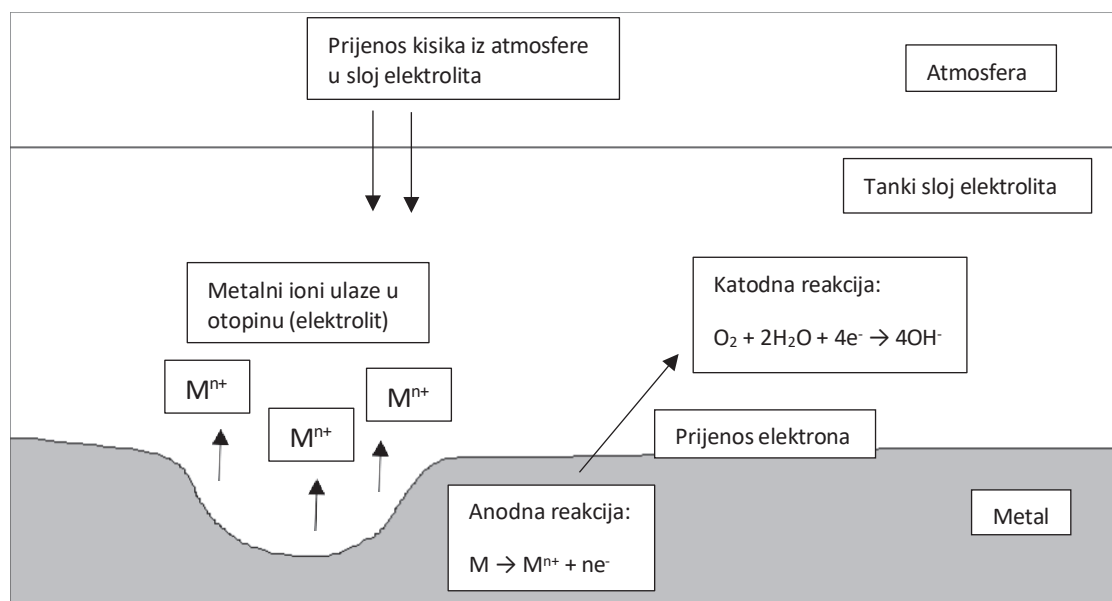 Prijenos kisika iz atmosfere
u sloj elektrolita
Atmosfera
Tanki sloj elektrolita
Metalni ioni ulaze u
otopinu (elektrolit)
Katodna reakcija:
O₂ + 2H₂O + 4e⁻ → 4OH⁻
Mⁿ⁺
Mⁿ⁺
Mⁿ⁺
Prijenos elektrona
Anodna reakcija:
M → Mⁿ⁺ + ne⁻
Metal